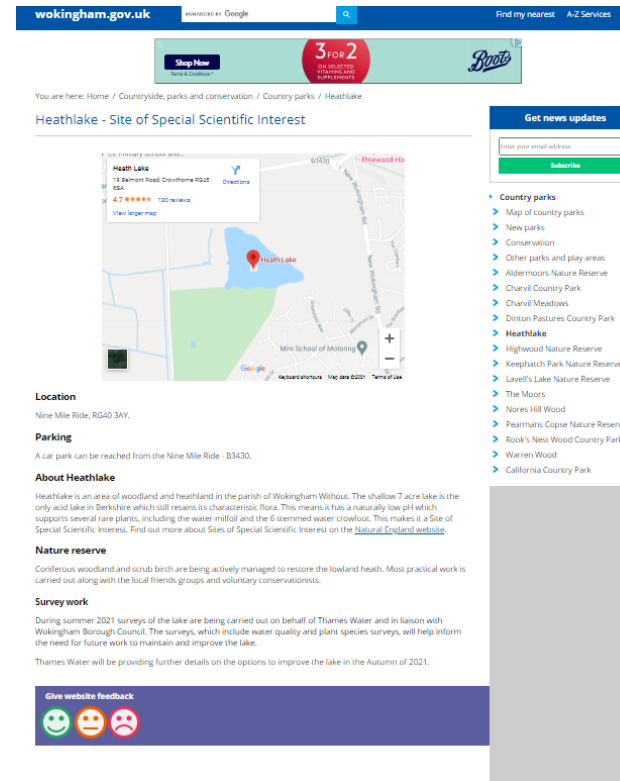 wokingham.gov.uk
ENHANCED BY Google
Find my nearest A-Z Services
Shop Now
Terms & Conditions
3 FOR 2
ON SELECTED
VITAMINS AND
SUPPLEMENTS
Boots
You are here: Home / Countryside, parks and conservation / Country parks / Heathlake
Heathlake - Site of Special Scientific Interest
Get news updates
Enter your email address
Subscribe
Heath Lake
19 Belmont Road, Crowthorne RG45
6SA
4.7
130 reviews
View larger map
Directions
B3430
Pinewood
New Wokingham Rd
Heath Lake
New Wokingham
Mini School of Motoring
Google
Keyboard shortcuts Map data ©2021 Terms of Use
Country parks
Map of country parks
New parks
Conservation
Other parks and play areas
Aldermoors Nature Reserve
Charvil Country Park
Charvil Meadows
Dinton Pastures Country Park
Heathlake
Highwood Nature Reserve
Keephatch Park Nature Reserve
Lavell's Lake Nature Reserve
The Moors
Nores Hill Wood
Pearmans Copse Nature Reserv
Rook's Nest Wood Country Park
Warren Wood
California Country Park
Location
Nine Mile Ride, RG40 3AY.
Parking
A car park can be reached from the Nine Mile Ride - B3430.
About Heathlake
Heathlake is an area of woodland and heathland in the parish of Wokingham Without. The shallow 7 acre lake is the
only acid lake in Berkshire which still retains its characteristic flora. This means it has a naturally low pH which
supports several rare plants, including the water-milfoil and the 6 stemmed water crowfoot. This makes it a Site of
Special Scientific Interest. Find out more about Sites of Special Scientific Interest on the Natural England website.
Nature reserve
Coniferous woodland and scrub birch are being actively managed to restore the lowland heath. Most practical work is
carried out along with the local friends groups and voluntary conservationists.
Survey work
During summer 2021 surveys of the lake are being carried out on behalf of Thames Water and in liaison with
Wokingham Borough Council. The surveys, which include water quality and plant species surveys, will help inform
the need for future work to maintain and improve the lake.
Thames Water will be providing further details on the options to improve the lake in the Autumn of 2021.
Give website feedback